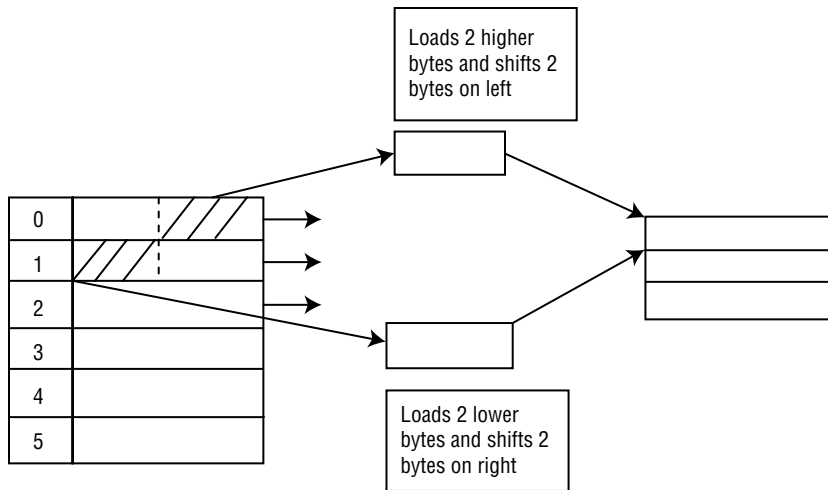 Loads 2 higher
bytes and shifts 2
bytes on left
0
1
2
3
4
5
Loads 2 lower
bytes and shifts 2
bytes on right